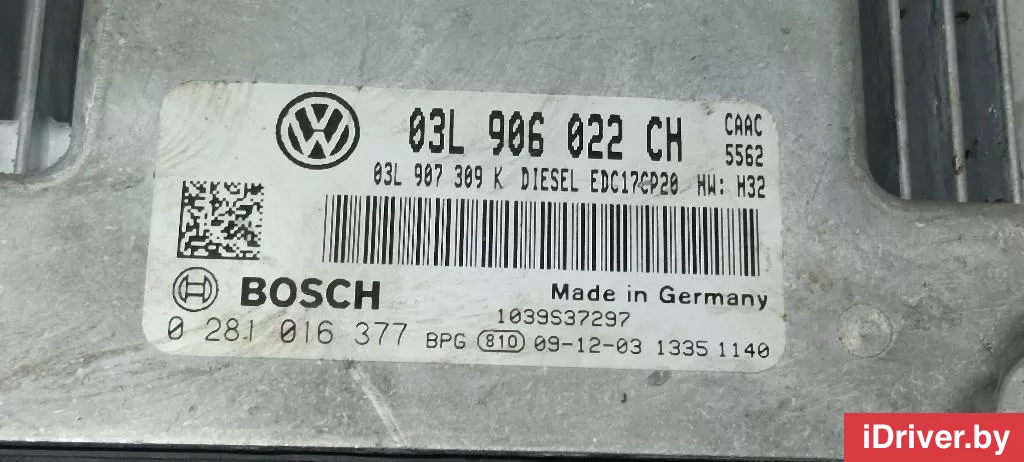 03L 906 022 CH
CAAC
5562
03L 907 309 K DIESEL EDC17CP20 HW: H32
BOSCH
Made in Germany
1039S37297
0 281 016 377 BPG 810 09-12-03 1335 1140
iDriver.by